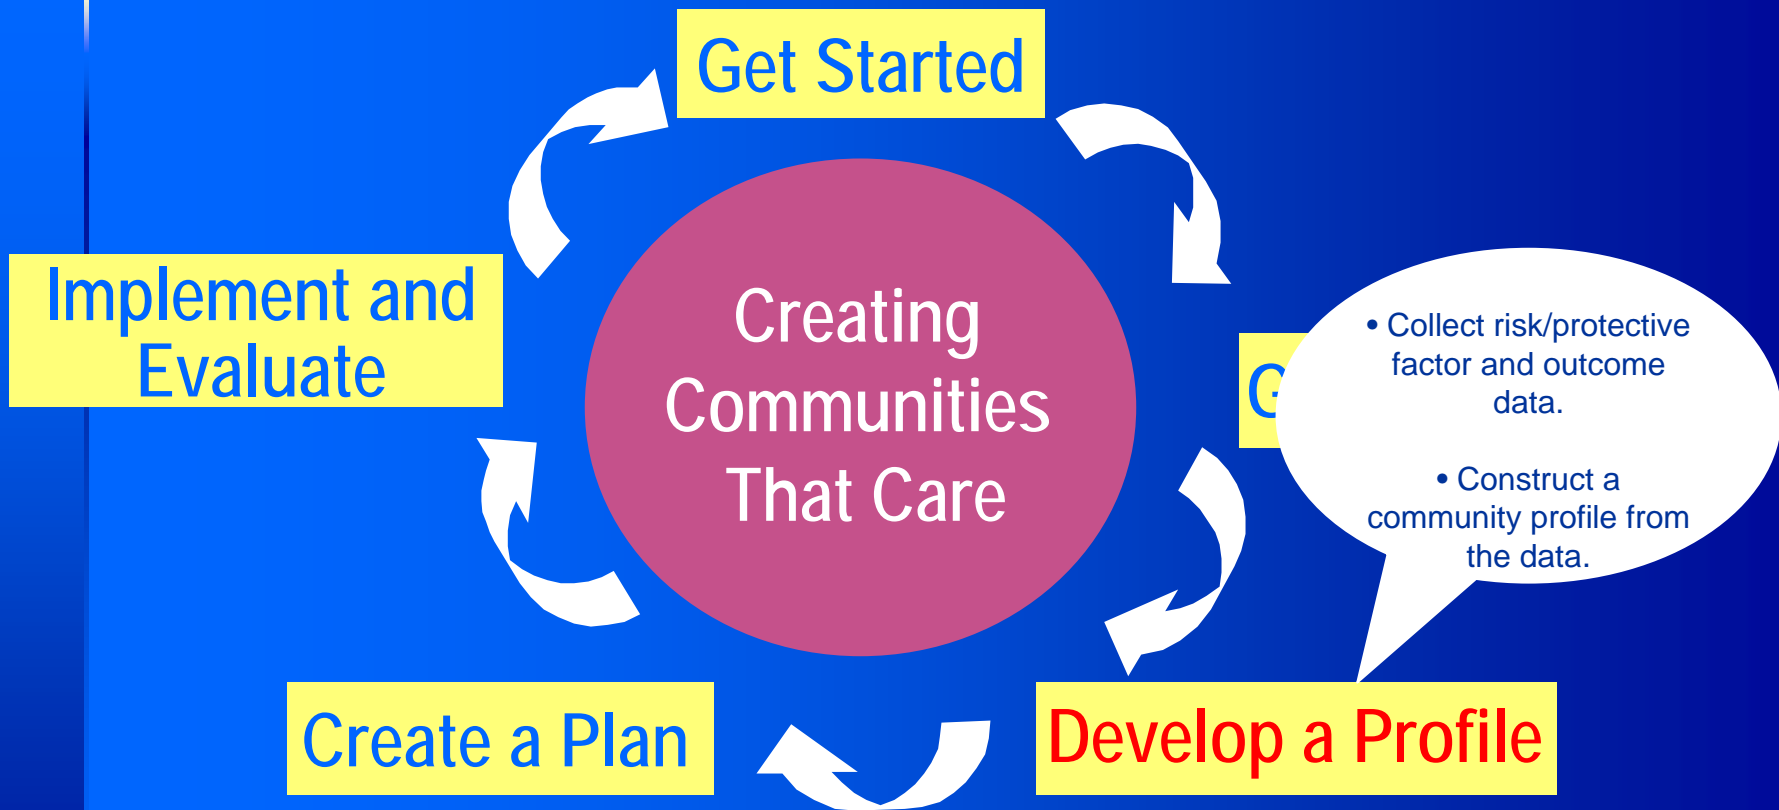 Get Started
Implement and
Evaluate
Creating
Communities
That Care
G
• Collect risk/protective
factor and outcome
data.
• Construct a
community profile from
the data.
Create a Plan
Develop a Profile